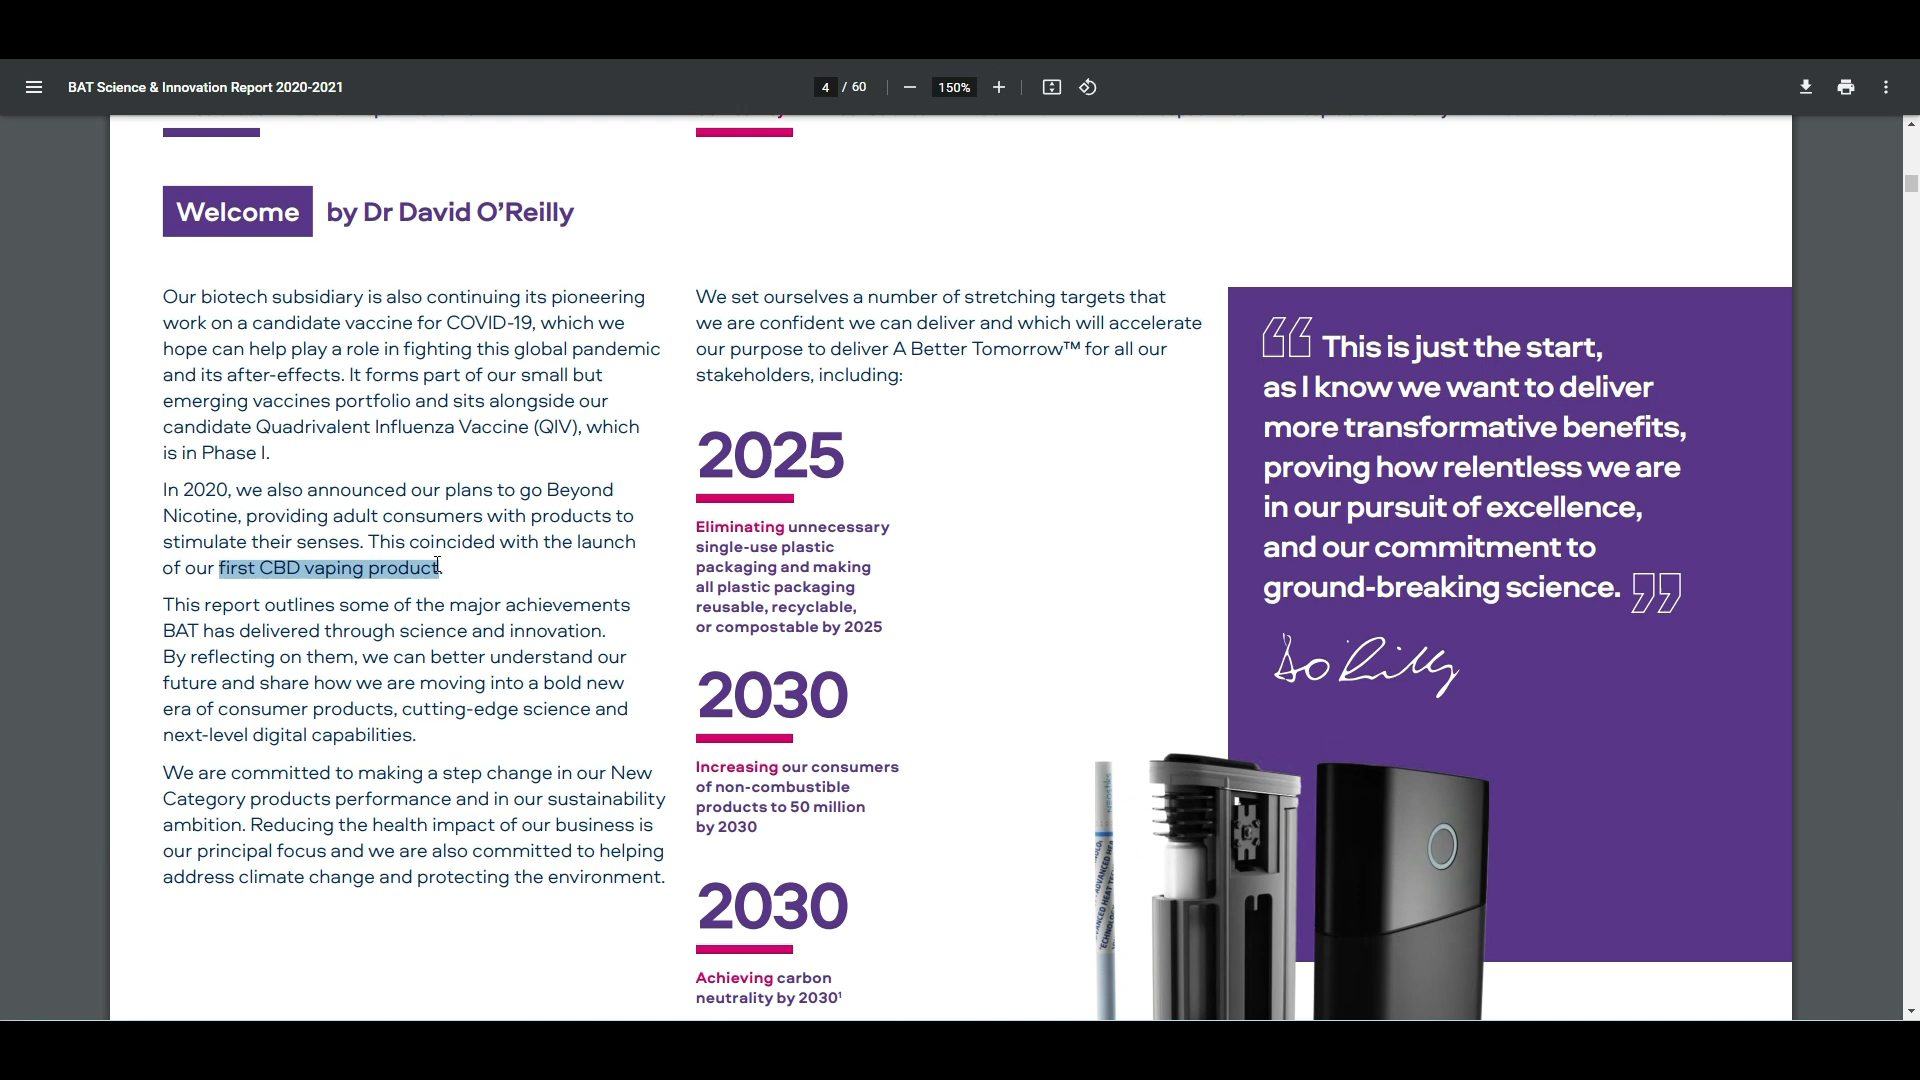 BAT Science & Innovation Report 2020-2021
4 / 60
150%
Welcome by Dr David O'Reilly
Our biotech subsidiary is also continuing its pioneering
work on a candidate vaccine for COVID-19, which we
hope can help play a role in fighting this global pandemic
and its after-effects. It forms part of our small but
emerging vaccines portfolio and sits alongside our
candidate Quadrivalent Influenza Vaccine (QIV), which
is in Phase I.
In 2020, we also announced our plans to go Beyond
Nicotine, providing adult consumers with products to
stimulate their senses. This coincided with the launch
of our first CBD vaping product.
This report outlines some of the major achievements
BAT has delivered through science and innovation.
By reflecting on them, we can better understand our
future and share how we are moving into a bold new
era of consumer products, cutting-edge science and
next-level digital capabilities.
We are committed to making a step change in our New
Category products performance and in our sustainability
ambition. Reducing the health impact of our business is
our principal focus and we are also committed to helping
address climate change and protecting the environment.
We set ourselves a number of stretching targets that
we are confident we can deliver and which will accelerate
our purpose to deliver A Better Tomorrow™ for all our
stakeholders, including:
2025
Eliminating unnecessary
single-use plastic
packaging and making
all plastic packaging
reusable, recyclable,
or compostable by 2025
2030
Increasing our consumers
of non-combustible
products to 50 million
by 2030
2030
Achieving carbon
neutrality by 2030¹
“ This is just the start,
as I know we want to deliver
more transformative benefits,
proving how relentless we are
in our pursuit of excellence,
and our commitment to
ground-breaking science. ”